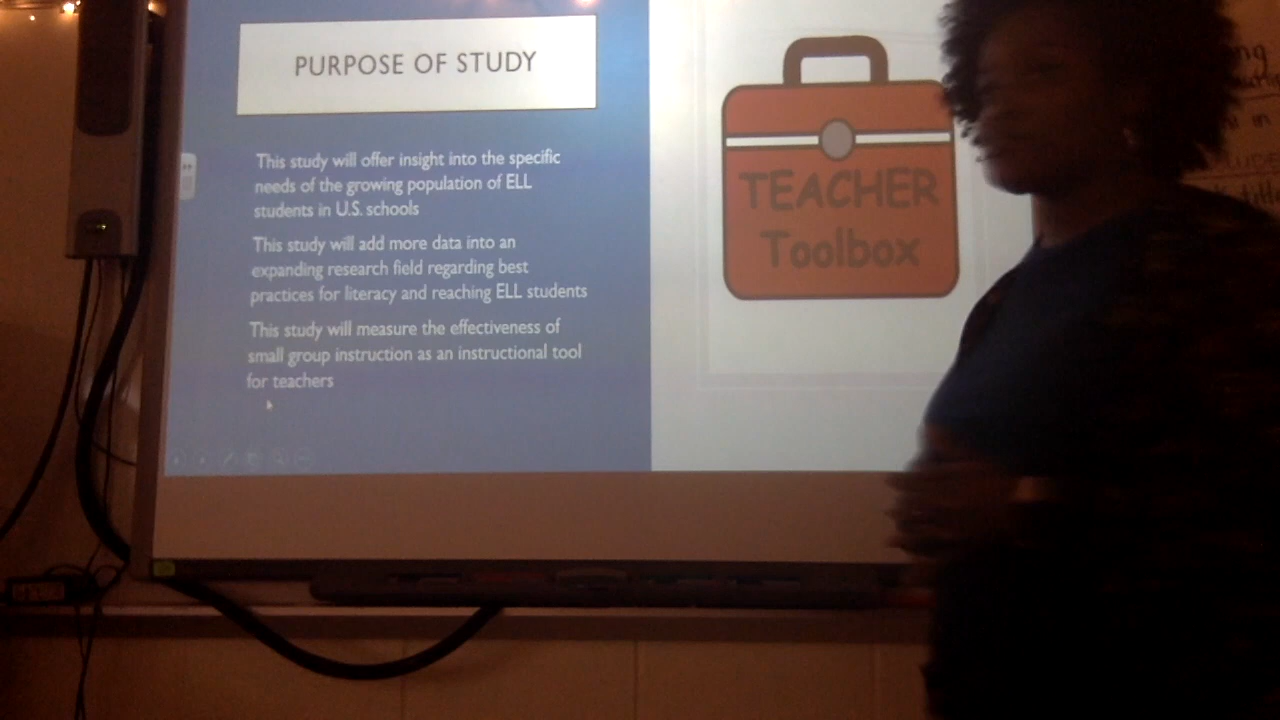 PURPOSE OF STUDY
This study will offer insight into the specific
needs of the growing population of ELL
students in U.S. schools
This study will add more data into an
expanding research field regarding best
practices for literacy and reaching ELL students
This study will measure the effectiveness of
small group instruction as an instructional tool
for teachers
TEACHER
Toolbox